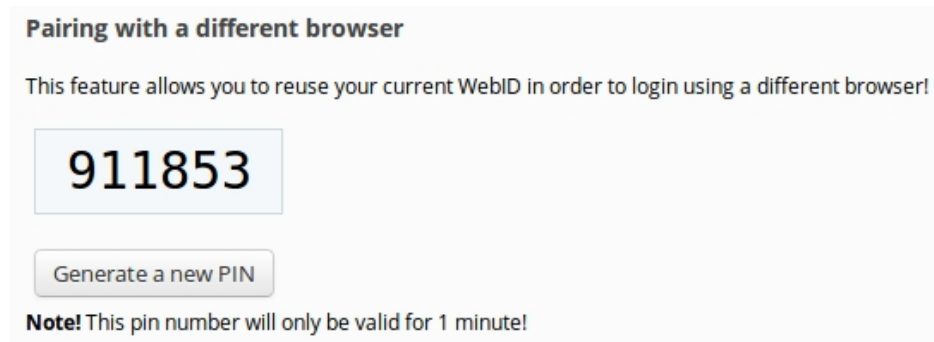 Pairing with a different browser
This feature allows you to reuse your current WebID in order to login using a different browser!
911853
Generate a new PIN
Note! This pin number will only be valid for 1 minute!